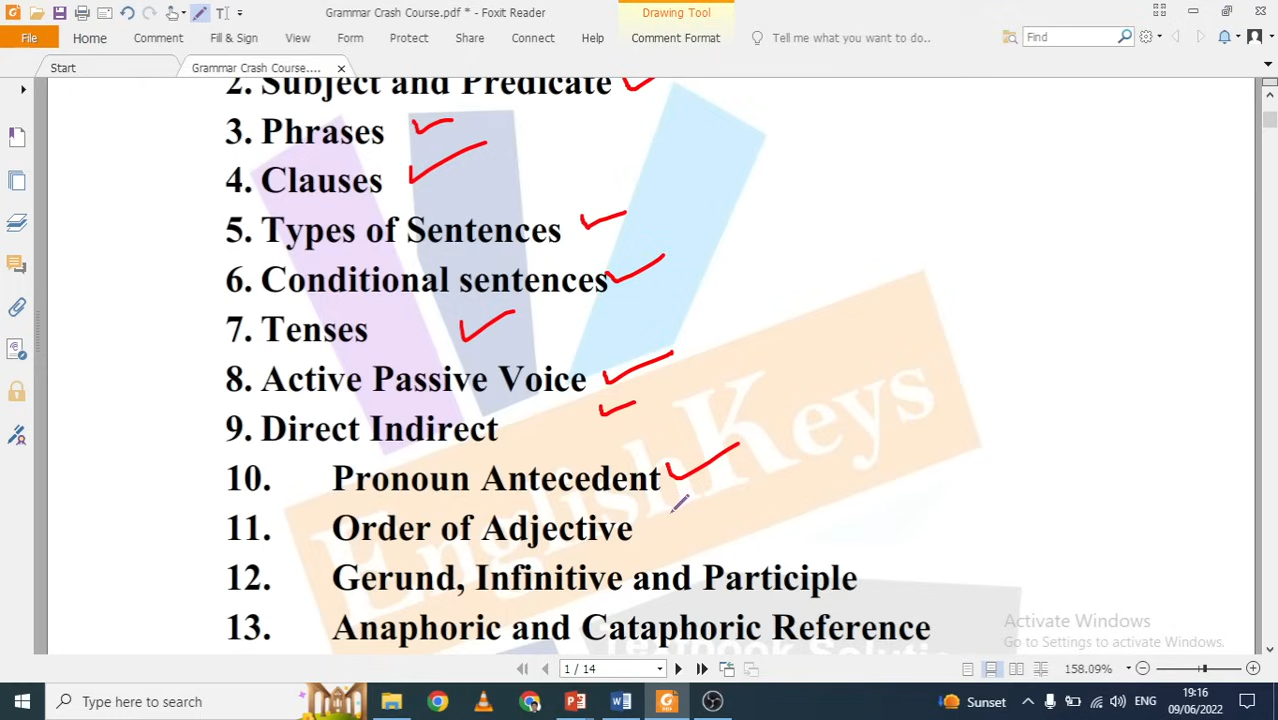 Grammar Crash Course.pdf * - Foxit Reader
Drawing Tool
File Home Comment Fill & Sign View Form Protect Share Connect Help Comment Format Tell me what you want to do.. Find
Start Grammar Crash Course....
2. Subject and Predicate
3. Phrases
4. Clauses
5. Types of Sentences
6. Conditional sentences
7. Tenses
8. Active Passive Voice
9. Direct Indirect
10. Pronoun Antecedent
11. Order of Adjective
12. Gerund, Infinitive and Participle
13. Anaphoric and Cataphoric Reference
English Keys
Textbook Solutio
Activate Windows
Go to Settings to activate Windows.
1 / 14
158.09%
Type here to search
Sunset
ENG
19:16
09/06/2022